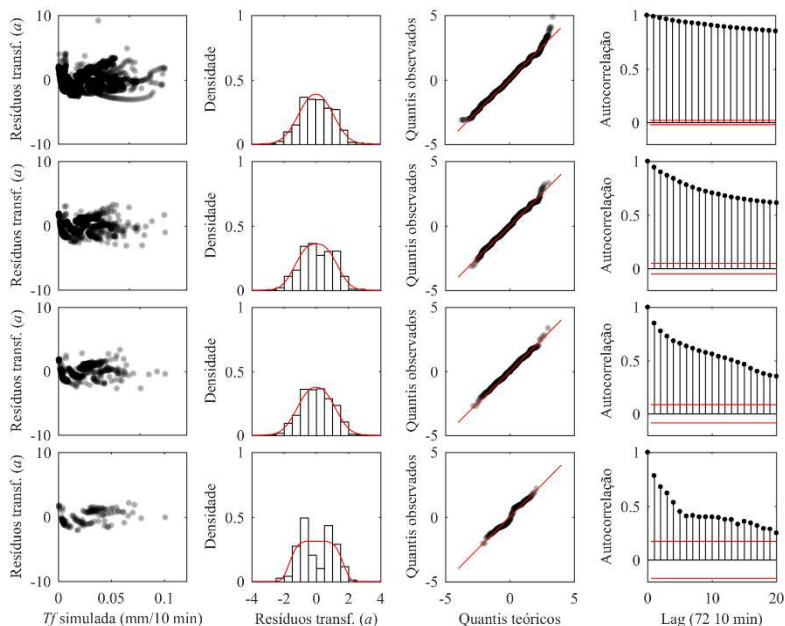 Resíduos transf. (a)
10
0
-10
Densidade
1
0.5
0
Quantis observados
5
0
-5
Autocorrelação
1
0.5
0
Resíduos transf. (a)
10
0
-10
Densidade
1
0.5
0
Quantis observados
5
0
-5
Autocorrelação
1
0.5
0
Resíduos transf. (a)
10
0
-10
Densidade
1
0.5
0
Quantis observados
5
0
-5
Autocorrelação
1
0.5
0
Resíduos transf. (a)
10
0
-10
0 0.05 0.1
Tf simulada (mm/10 min)
Densidade
1
0.5
0
-4 -2 0 2 4
Resíduos transf. (a)
Quantis observados
5
0
-5
-5 0 5
Quantis teóricos
Autocorrelação
1
0.5
0
0 10 20
Lag (72 10 min)